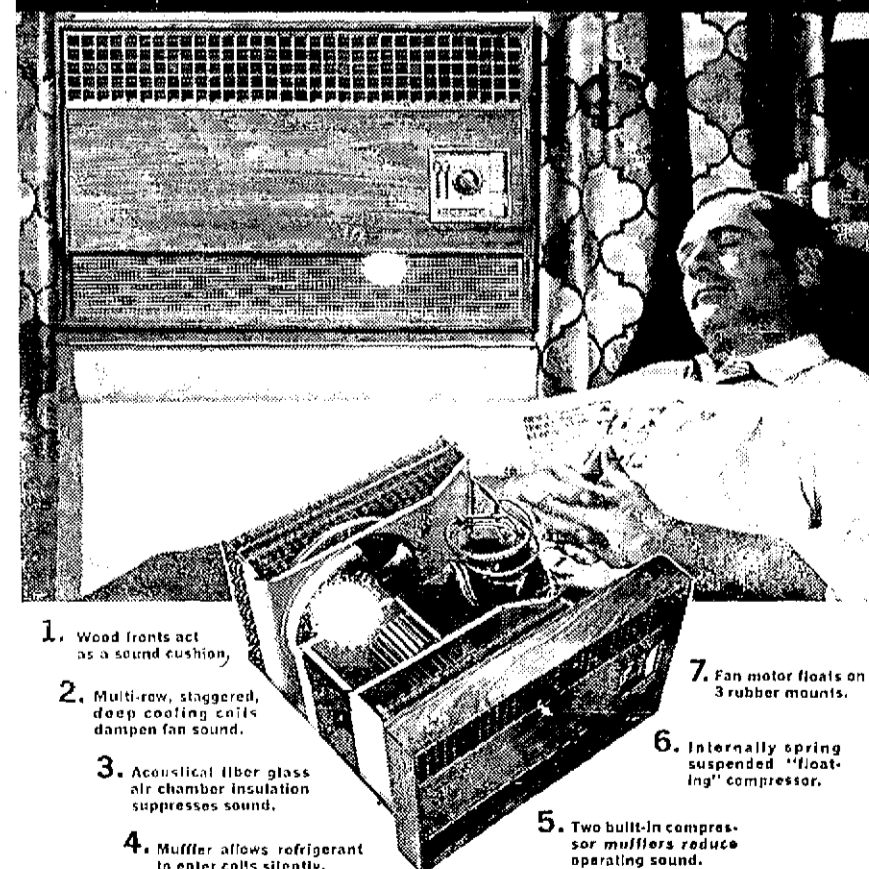 1. Wood fronts act
as a sound cushion,
2. Multi-row, staggered,
deep cooling coils
dampen fan sound.
3. Acoustical fiber glass
air chamber insulation
suppresses sound.
4. Muffler allows refrigerant
to enter coils silently.
5. Two built-in compres-
sor mufflers reduce
operating sound.
6. Internally spring
suspended "float-
ing" compressor.
7. Fan motor floats on
3 rubber mounts.